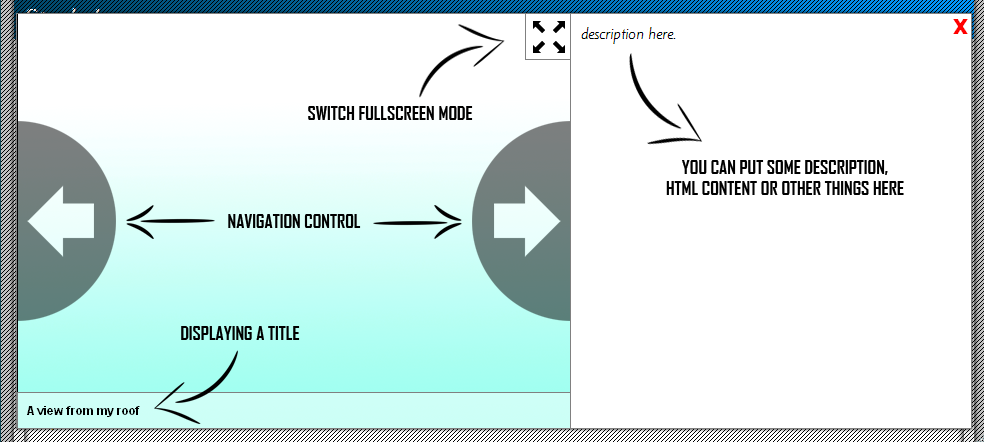 description here.
X
SWITCH FULLSCREEN MODE
YOU CAN PUT SOME DESCRIPTION,
HTML CONTENT OR OTHER THINGS HERE
NAVIGATION CONTROL
DISPLAYING A TITLE
A view from my roof